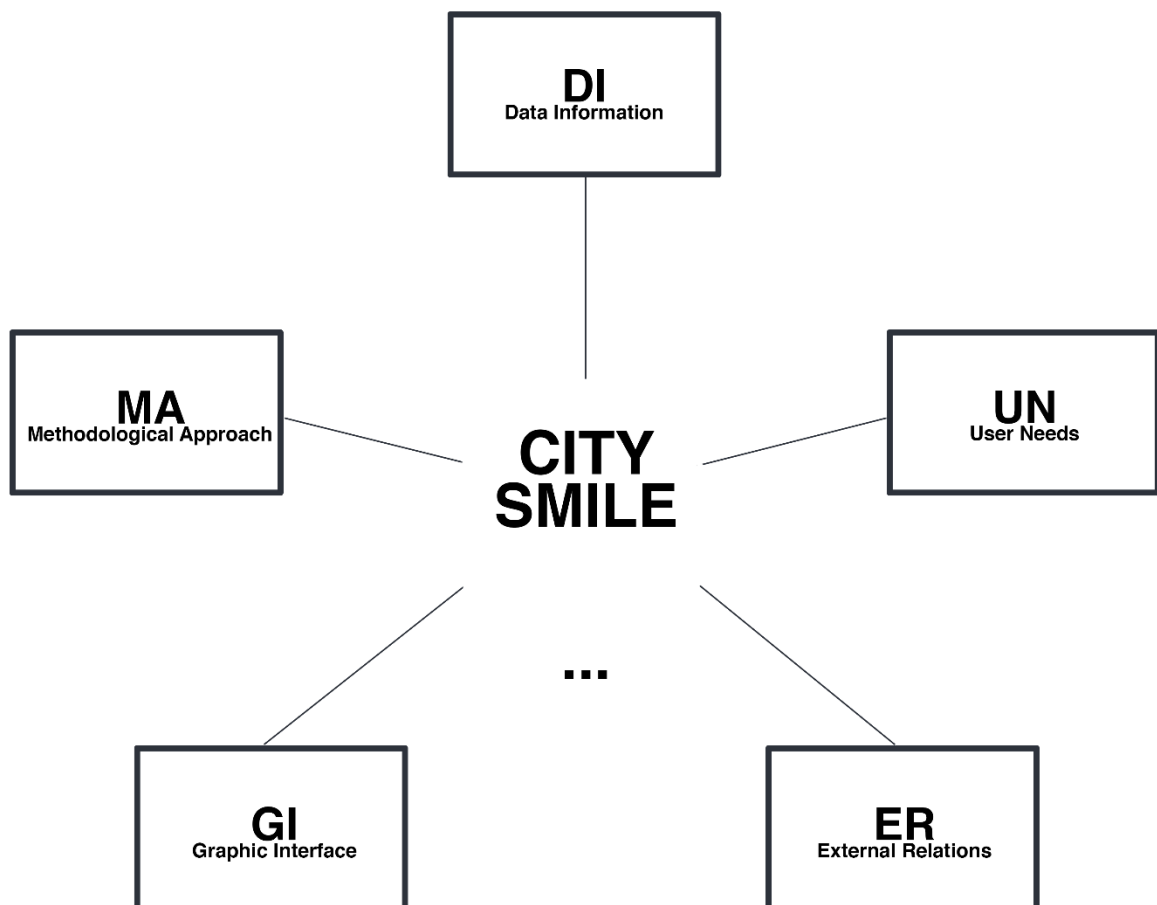 DI
Data Information
MA
Methodological Approach
UN
User Needs
CITY
SMILE
...
GI
Graphic Interface
ER
External Relations